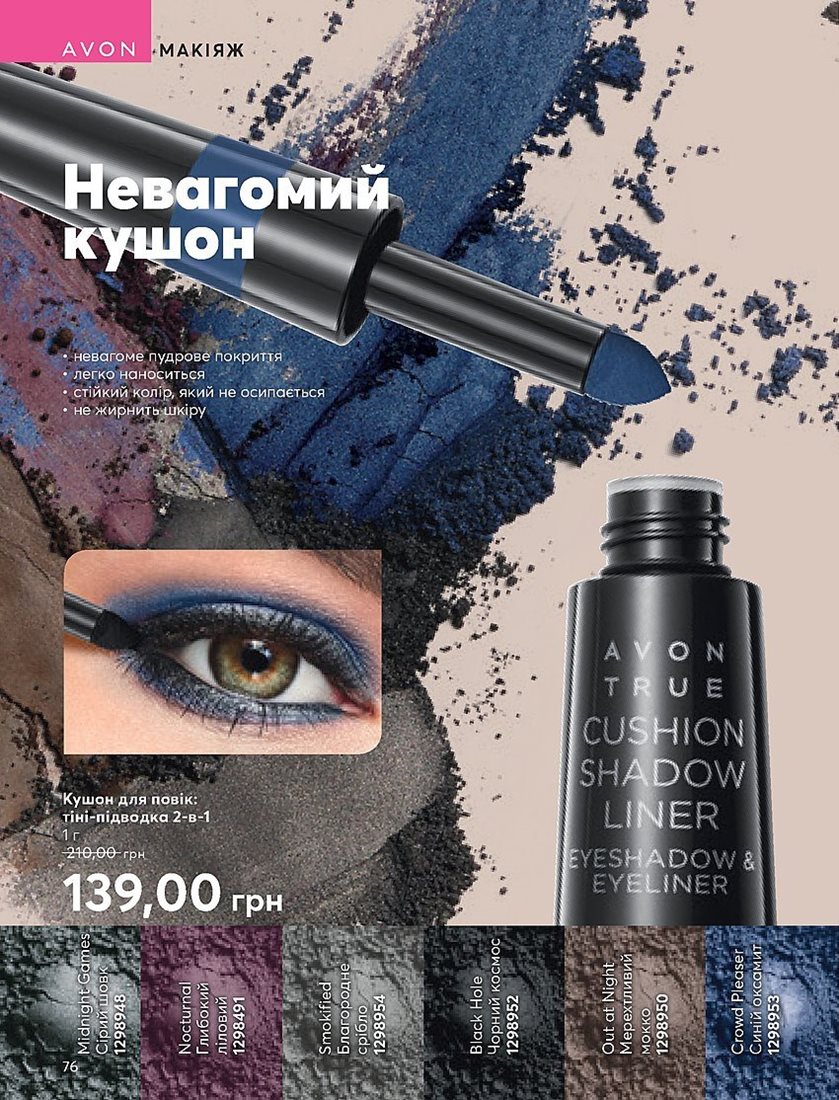 AVON МАКІЯЖ
Невагомий
кушон
• невагоме пудрове покриття
• легко наноситься
• стійкий колір, який не осипається
• не жирнить шкіру
AVON
TRUE
CUSHION
SHADOW
LINER
EYESHADOW &
EYELINER
Кушон для повік:
тіні-підводка 2-в-1
1 г
210,00 грн
139,00 грн
Midnight Games
Сірий шовк
1298948
Nocturnal
Глибокий
ліловий
1298491
Smokified
Благородне
срібло
1298954
Black Hole
Чорний космос
1298952
Out at Night
Мерехтливий
мокко
1298950
Crowd Pleaser
Синій оксамит
1298953
76